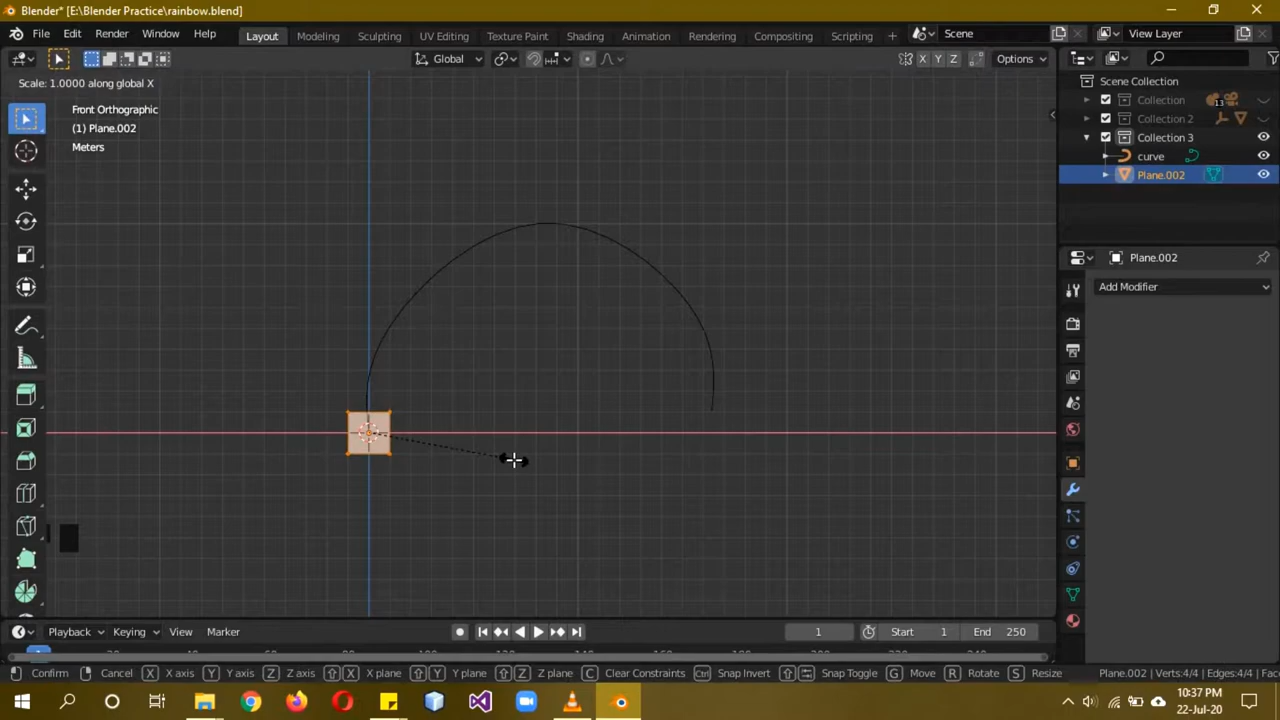 Blender* [E:\Blender Practice\rainbow.blend]
File Edit Render Window Help Layout Modeling Sculpting UV Editing Texture Paint Shading Animation Rendering Compositing Scripting + Scene View Layer
Global X Y Z Options
Scale: 1.0000 along global X
Front Orthographic
(1) Plane.002
Meters
Scene Collection
Collection 13
Collection 2
Collection 3
curve
Plane.002
Plane.002
Add Modifier
Playback Keying View Marker 1 Start 1 End 250
Confirm Cancel X X axis Y Y axis Z Z axis X X plane Y Y plane Z Z plane C Clear Constraints Ctrl Snap Invert Snap Toggle G Move R Rotate S Resize Plane.002 | Verts:4/4 | Edges:4/4 | Fac
10:37 PM
22-Jul-20